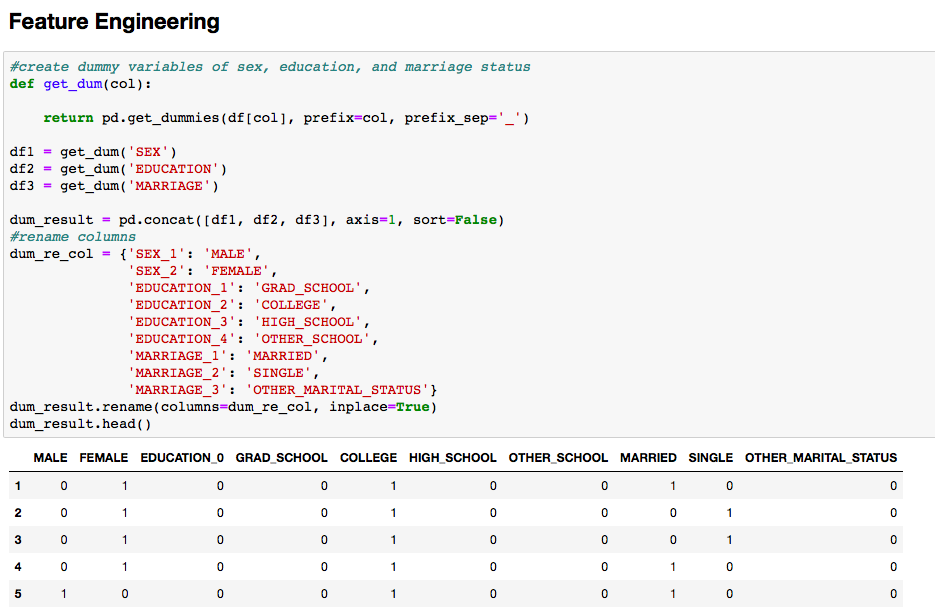 Feature Engineering
#create dummy variables of sex, education, and marriage status
def get_dum(col):
    return pd.get_dummies(df[col], prefix=col, prefix_sep='_')
df1 = get_dum('SEX')
df2 = get_dum('EDUCATION')
df3 = get_dum('MARRIAGE')
dum_result = pd.concat([df1, df2, df3], axis=1, sort=False)
#rename columns
dum_re_col = {'SEX_1': 'MALE',
              'SEX_2': 'FEMALE',
              'EDUCATION_1': 'GRAD_SCHOOL',
              'EDUCATION_2': 'COLLEGE',
              'EDUCATION_3': 'HIGH_SCHOOL',
              'EDUCATION_4': 'OTHER_SCHOOL',
              'MARRIAGE_1': 'MARRIED',
              'MARRIAGE_2': 'SINGLE',
              'MARRIAGE_3': 'OTHER_MARITAL_STATUS'}
dum_result.rename(columns=dum_re_col, inplace=True)
dum_result.head()
MALE FEMALE EDUCATION_0 GRAD_SCHOOL COLLEGE HIGH_SCHOOL OTHER_SCHOOL MARRIED SINGLE OTHER_MARITAL_STATUS
1 0 1 0 0 1 0 0 1 0 0
2 0 1 0 0 1 0 0 0 1 0
3 0 1 0 0 1 0 0 0 1 0
4 0 1 0 0 1 0 0 1 0 0
5 1 0 0 0 1 0 0 1 0 0